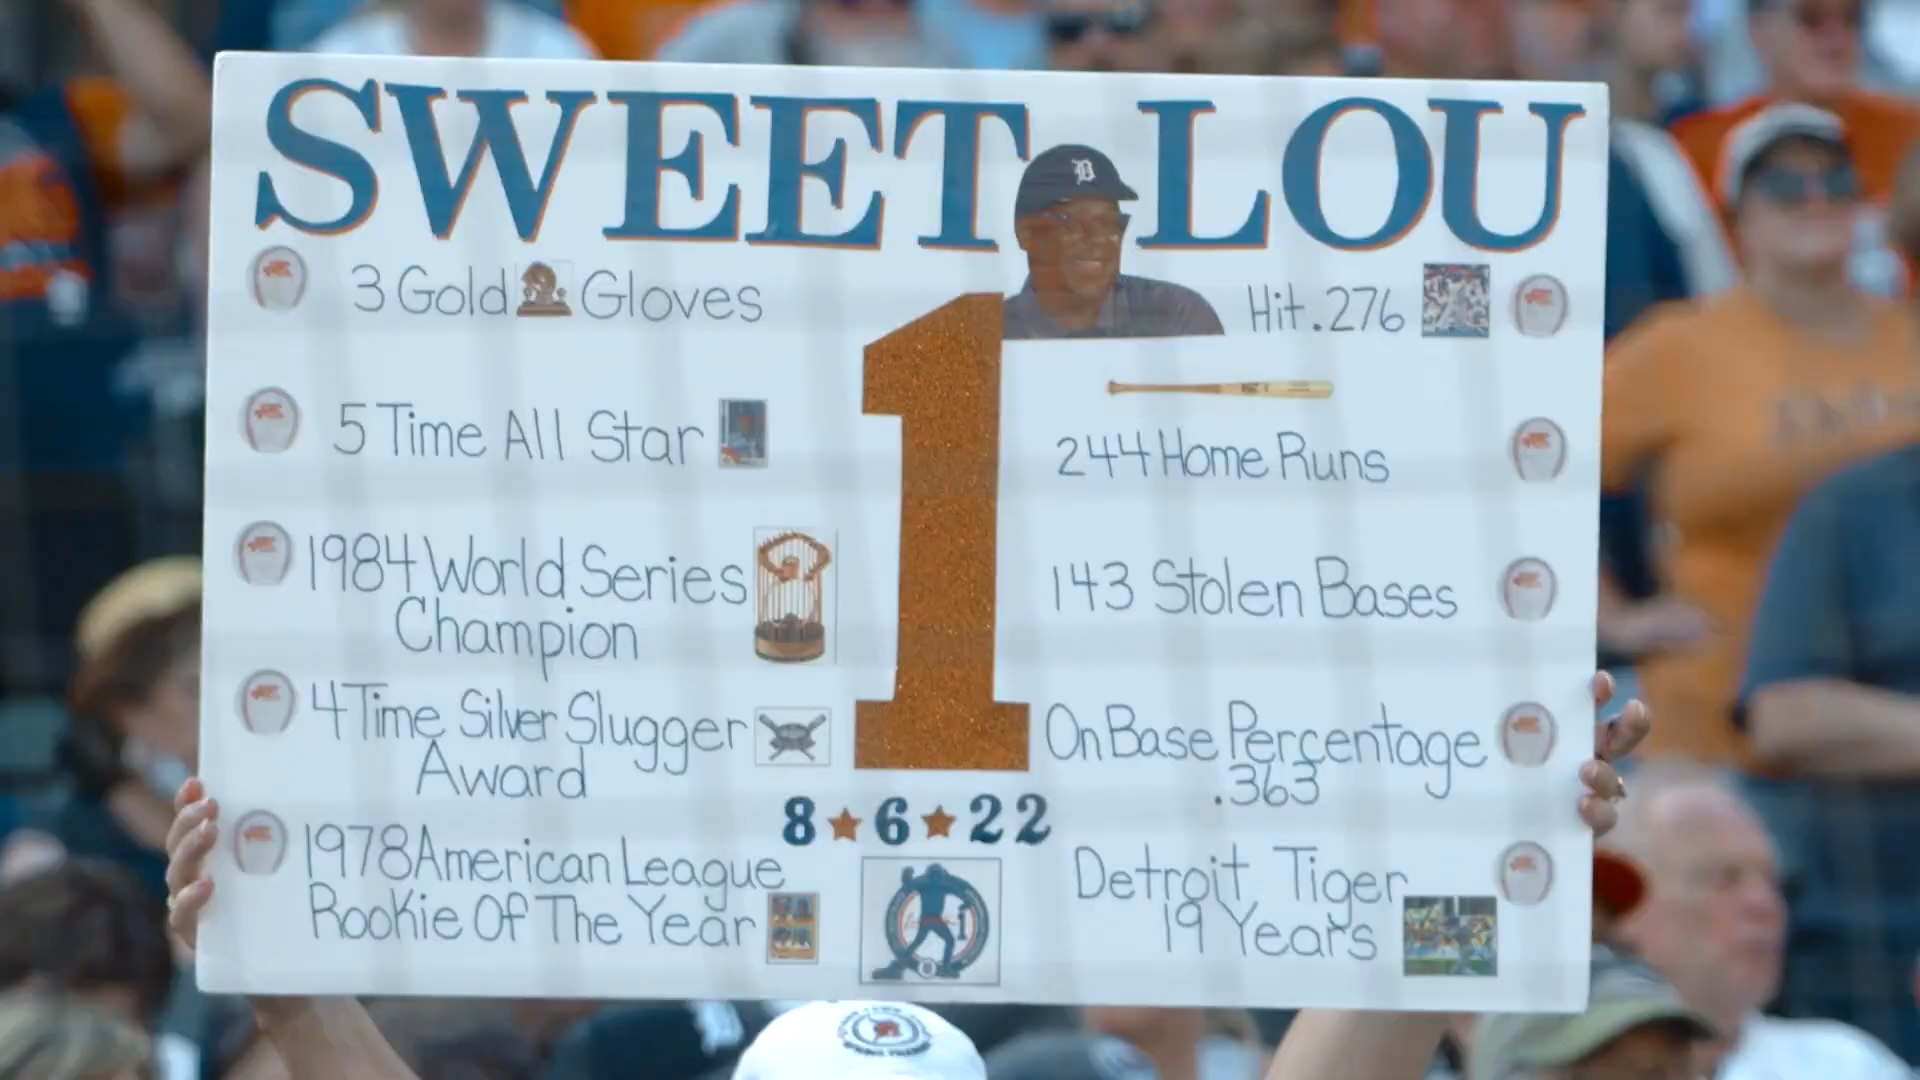 SWEET LOU
3 Gold Gloves
5 Time All Star
1984 World Series
Champion
4 Time Silver Slugger
Award
1978 American League
Rookie Of The Year
1
8 ★ 6 ★ 22
1
D
Hit .276
244 Home Runs
143 Stolen Bases
On Base Percentage
.363
Detroit Tiger
19 Years